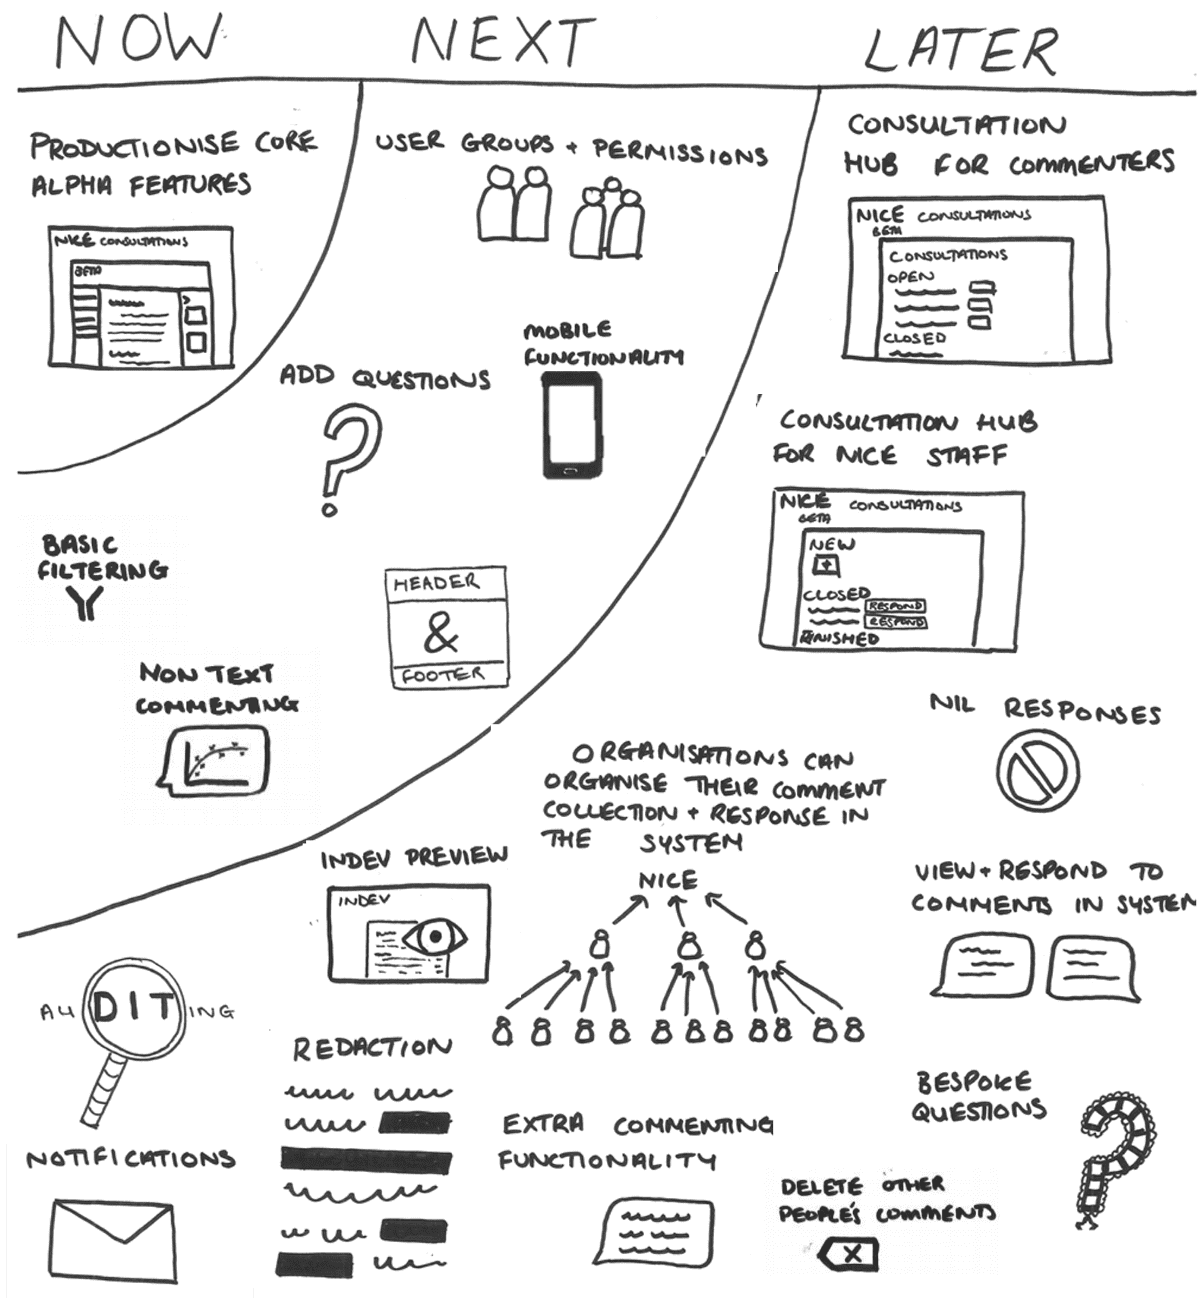 NOW
NEXT
LATER
PRODUCTIONISE CORE
ALPHA FEATURES
NICE CONSULTATIONS
BETA
USER GROUPS + PERMISSIONS
MOBILE
FUNCTIONALITY
ADD QUESTIONS
?
BASIC
FILTERING
HEADER
&
FOOTER
NON TEXT
COMMENTING
CONSULTATION
HUB FOR COMMENTERS
NICE CONSULTATIONS
BETA
CONSULTATIONS
OPEN
CLOSED
CONSULTATION HUB
FOR NICE STAFF
NICE CONSULTATIONS
BETA
NEW
+
CLOSED
RESPOND
RESPOND
FINISHED
NIL RESPONSES
ORGANISATIONS CAN
ORGANISE THEIR COMMENT
COLLECTION + RESPONSE IN
THE SYSTEM
NICE
INDEV PREVIEW
INDEV
VIEW + RESPOND TO
COMMENTS IN SYSTEM
AUDITING
REDACTION
NOTIFICATIONS
EXTRA COMMENTING
FUNCTIONALITY
BESPOKE
QUESTIONS
?
DELETE OTHER
PEOPLE'S COMMENTS
X